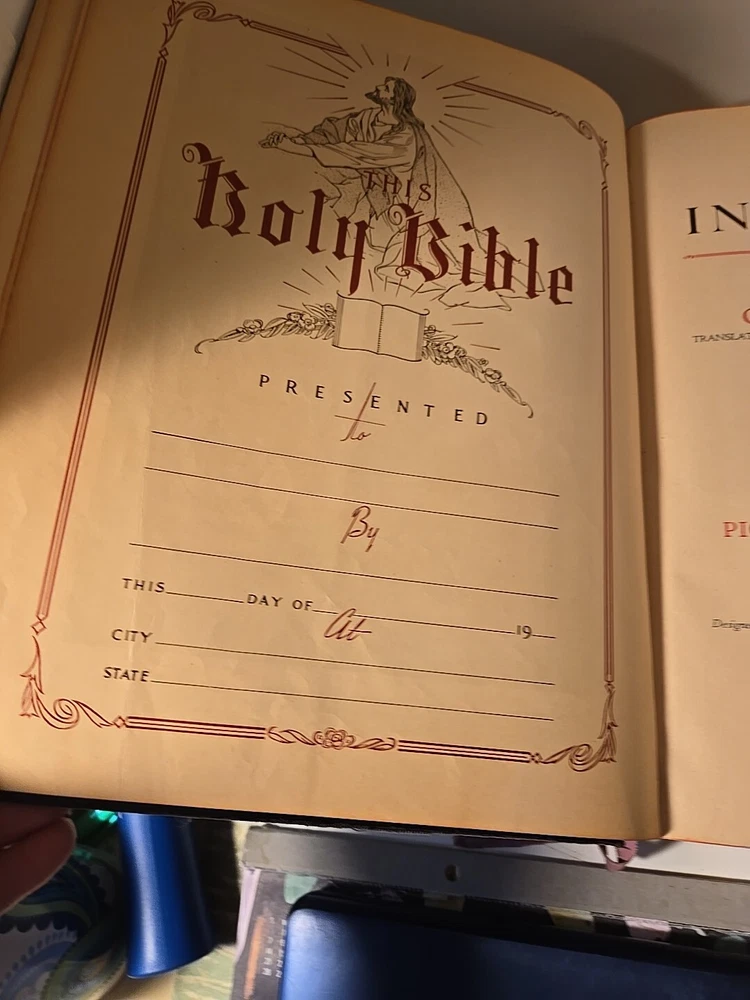 THIS
Holy Bible
PRESENTED
To
By
THIS DAY OF 19
At
CITY
STATE
IN
TRANSLAT
PI
Designe